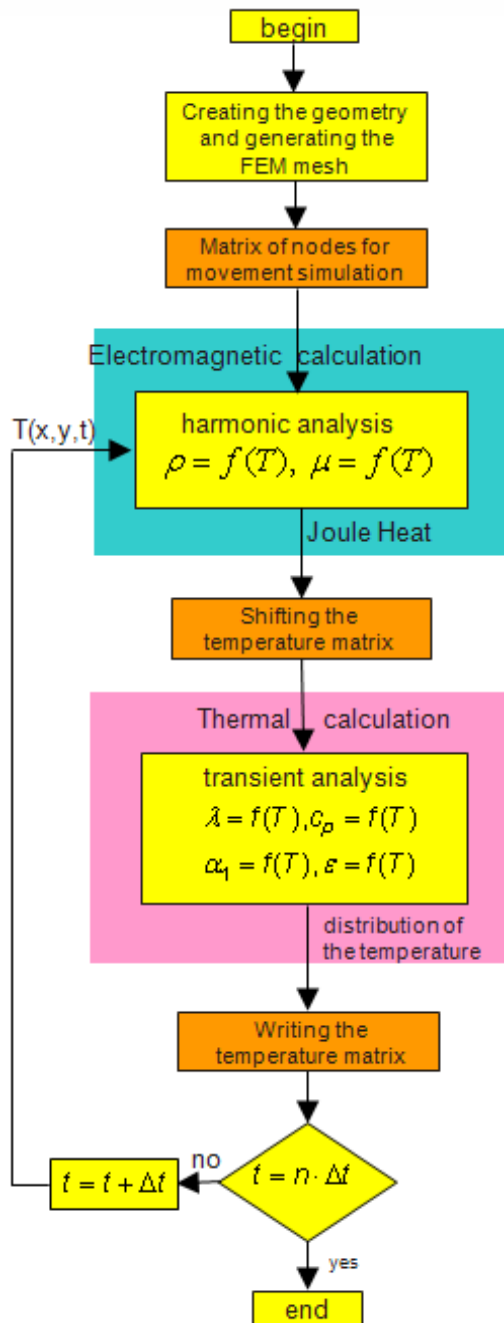 begin
Creating the geometry
and generating the
FEM mesh
Matrix of nodes for
movement simulation
Electromagnetic calculation
T(x,y,t)
harmonic analysis
ρ = f(T), μ = f(T)
Joule Heat
Shifting the
temperature matrix
Thermal calculation
transient analysis
λ = f(T), c_p = f(T)
α₁ = f(T), ε = f(T)
distribution of
the temperature
Writing the
temperature matrix
t = n · Δt
no
t = t + Δt
yes
end